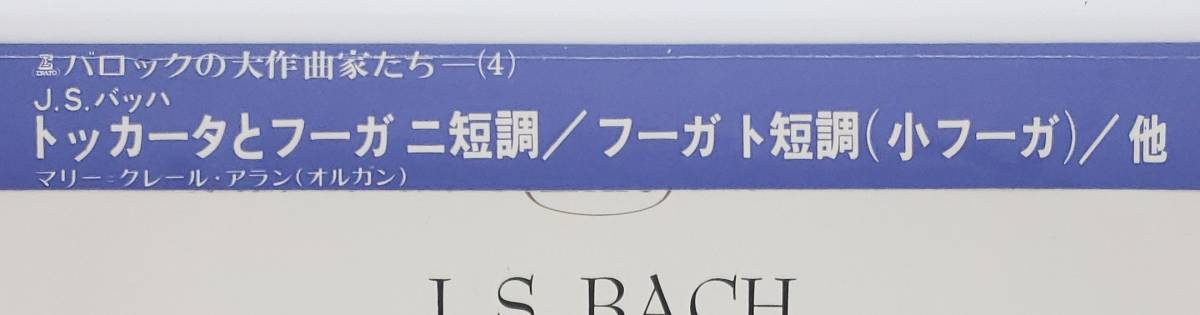 ERATO バロックの大作曲家たち―(4)
J.S.バッハ
トッカータとフーガ ニ短調/フーガ ト短調(小フーガ)/他
マリー=クレール・アラン(オルガン)
J.S. BACH